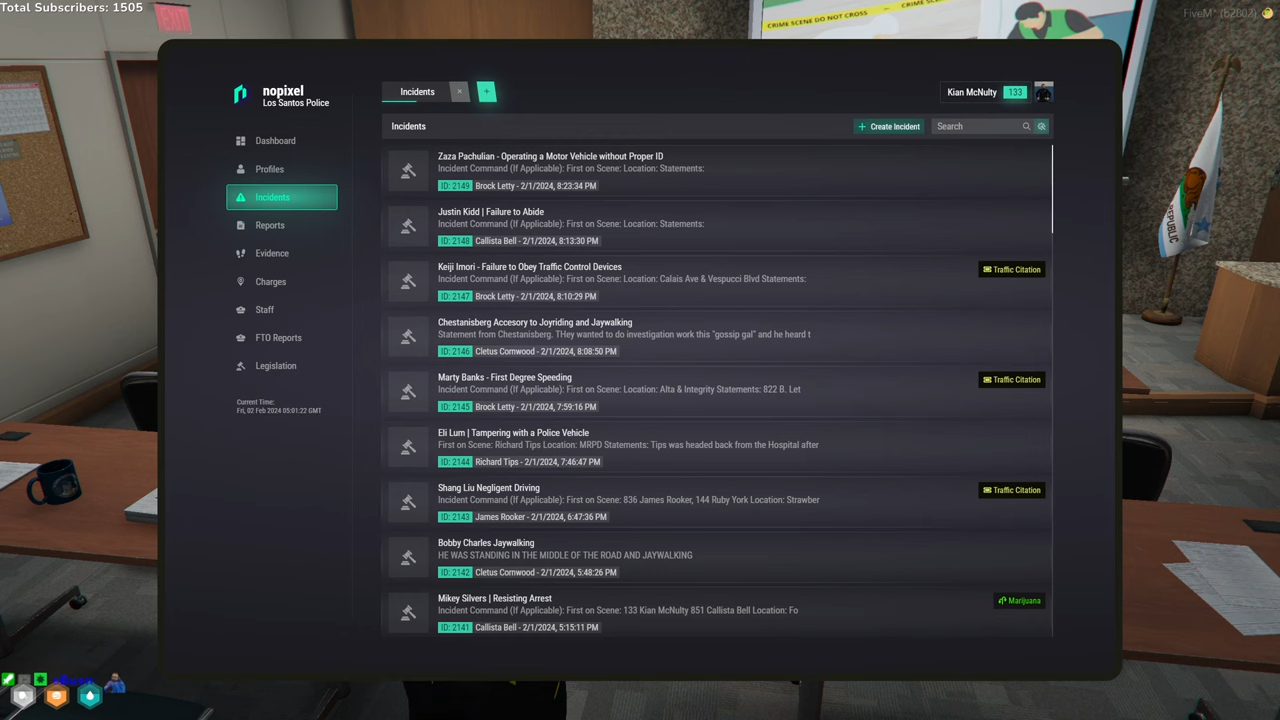 Total Subscribers: 1505
EXIT
CRIME SCENE DO NOT CROSS
CRIME SCENE DO NOT CROSS
FiveM° (b2802)
nopixel
Los Santos Police
Incidents ×
+
Kian McNulty 133
Incidents
+ Create Incident
Search
Dashboard
Profiles
Incidents
Reports
Evidence
Charges
Staff
FTO Reports
Legislation
Current Time:
Fri, 02 Feb 2024 05:01:22 GMT
Zaza Pachulian - Operating a Motor Vehicle without Proper ID
Incident Command (If Applicable): First on Scene: Location: Statements:
ID: 2149 Brock Letty - 2/1/2024, 8:23:34 PM
Justin Kidd | Failure to Abide
Incident Command (If Applicable): First on Scene: Location: Statements:
ID: 2148 Callista Bell - 2/1/2024, 8:13:30 PM
Keiji Imori - Failure to Obey Traffic Control Devices
Incident Command (If Applicable): First on Scene: Location: Calais Ave & Vespucci Blvd Statements:
ID: 2147 Brock Letty - 2/1/2024, 8:10:29 PM
Traffic Citation
Chestanisberg Accesory to Joyriding and Jaywalking
Statement from Chestanisberg. THey wanted to do investigation work this "gossip gal" and he heard t
ID: 2146 Cletus Cornwood - 2/1/2024, 8:08:50 PM
Marty Banks - First Degree Speeding
Incident Command (If Applicable): First on Scene: Location: Alta & Integrity Statements: 822 B. Let
ID: 2145 Brock Letty - 2/1/2024, 7:59:16 PM
Traffic Citation
Eli Lum | Tampering with a Police Vehicle
First on Scene: Richard Tips Location: MRPD Statements: Tips was headed back from the Hospital after
ID: 2144 Richard Tips - 2/1/2024, 7:46:47 PM
Shang Liu Negligent Driving
Incident Command (If Applicable): First on Scene: 836 James Rooker, 144 Ruby York Location: Strawber
ID: 2143 James Rooker - 2/1/2024, 6:47:36 PM
Traffic Citation
Bobby Charles Jaywalking
HE WAS STANDING IN THE MIDDLE OF THE ROAD AND JAYWALKING
ID: 2142 Cletus Cornwood - 2/1/2024, 5:48:26 PM
Mikey Silvers | Resisting Arrest
Incident Command (If Applicable): First on Scene: 133 Kian McNulty 851 Callista Bell Location: Fo
ID: 2141 Callista Bell - 2/1/2024, 5:15:11 PM
Marijuana
REPUBLIC